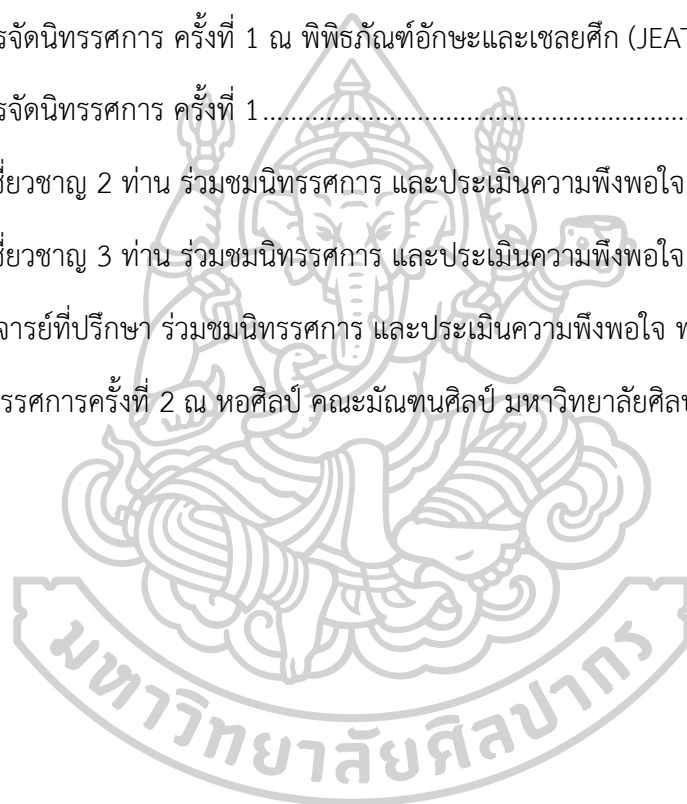 รจัดนิทรรศการ ครั้งที่ 1 ณ พิพิธภัณฑ์อักษะและเชลยศึก (JEAT
รจัดนิทรรศการ ครั้งที่ 1
ชี่ยวชาญ 2 ท่าน ร่วมชมนิทรรศการ และประเมินความพึงพอใจ
ชี่ยวชาญ 3 ท่าน ร่วมชมนิทรรศการ และประเมินความพึงพอใจ
จารย์ที่ปรึกษา ร่วมชมนิทรรศการ และประเมินความพึงพอใจ
รรศการครั้งที่ 2 ณ หอศิลป์ คณะมัณฑนศิลป์ มหาวิทยาลัยศิล
มหาวิทยาลัยศิลปากร